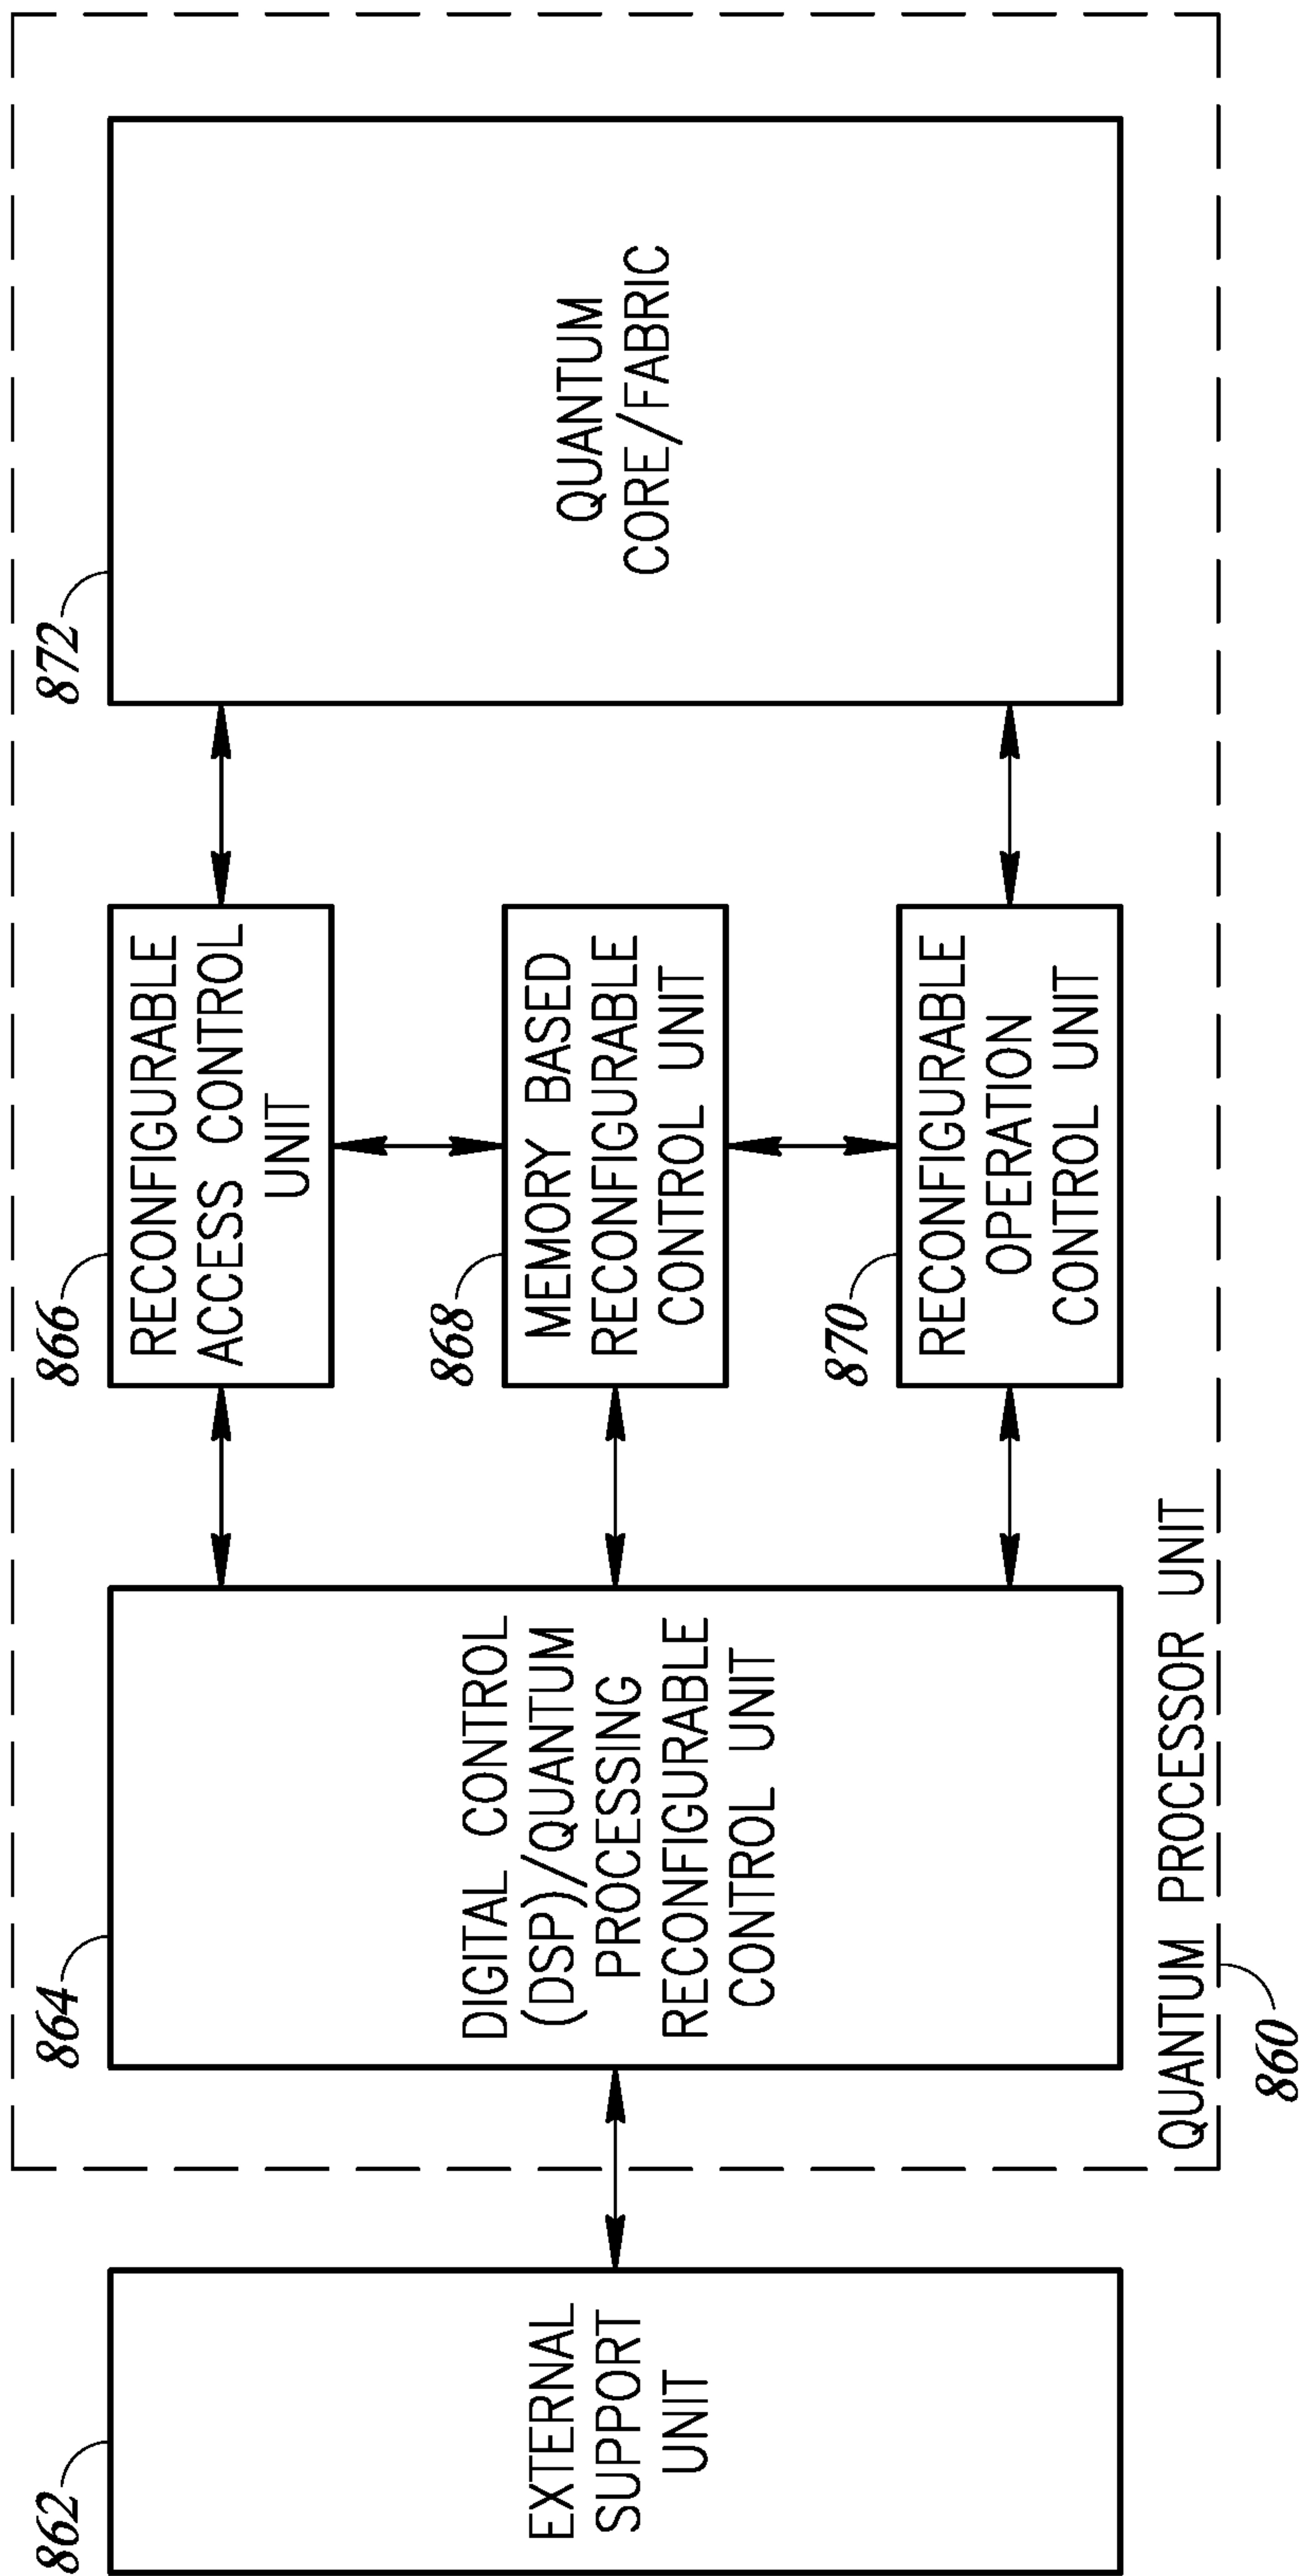 862
EXTERNAL
SUPPORT
UNIT
864
DIGITAL CONTROL
(DSP)/QUANTUM
PROCESSING
RECONFIGURABLE
CONTROL UNIT
866
RECONFIGURABLE
ACCESS CONTROL
UNIT
868
MEMORY BASED
RECONFIGURABLE
CONTROL UNIT
870
RECONFIGURABLE
OPERATION
CONTROL UNIT
872
QUANTUM
CORE/FABRIC
QUANTUM PROCESSOR UNIT
860